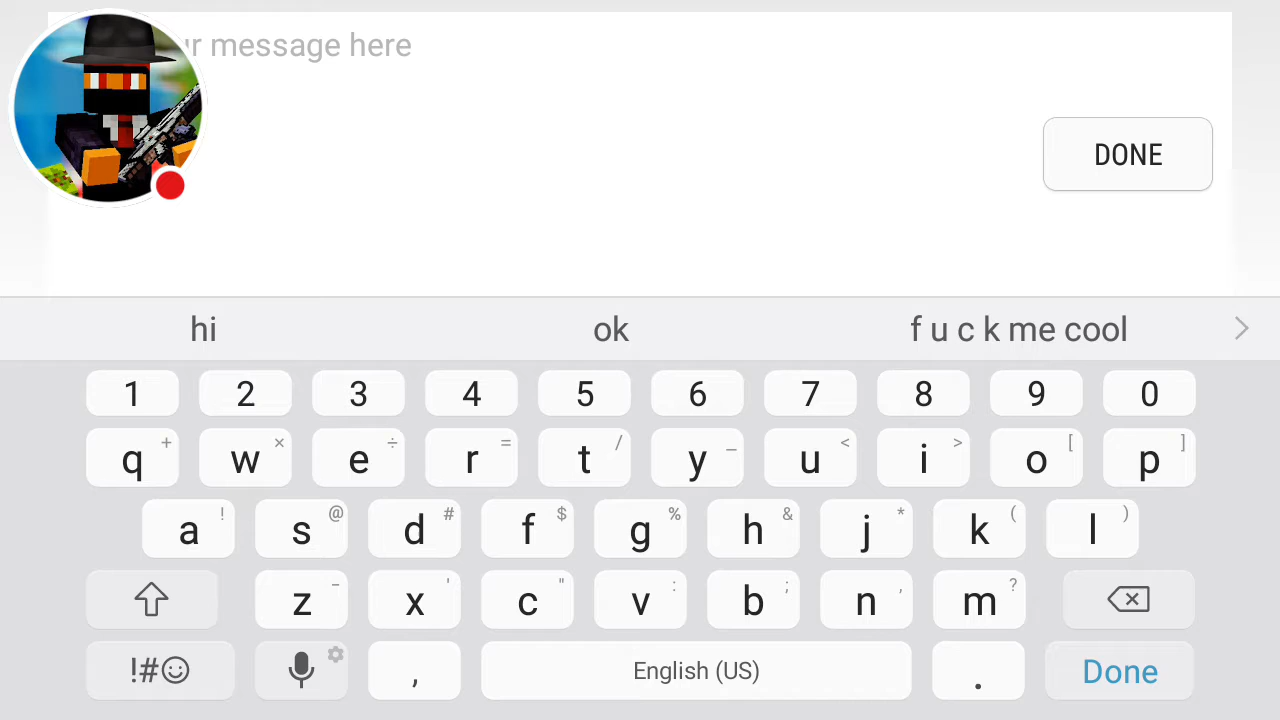 r message here
DONE
hi ok f u c k me cool
1 2 3 4 5 6 7 8 9 0
q + w × e ÷ r = t / y _ u < i > o [ p ]
a ! s @ d # f $ g % h & j * k ( l )
z - x ' c " v : b ; n , m ?
!#☺ , English (US) . Done